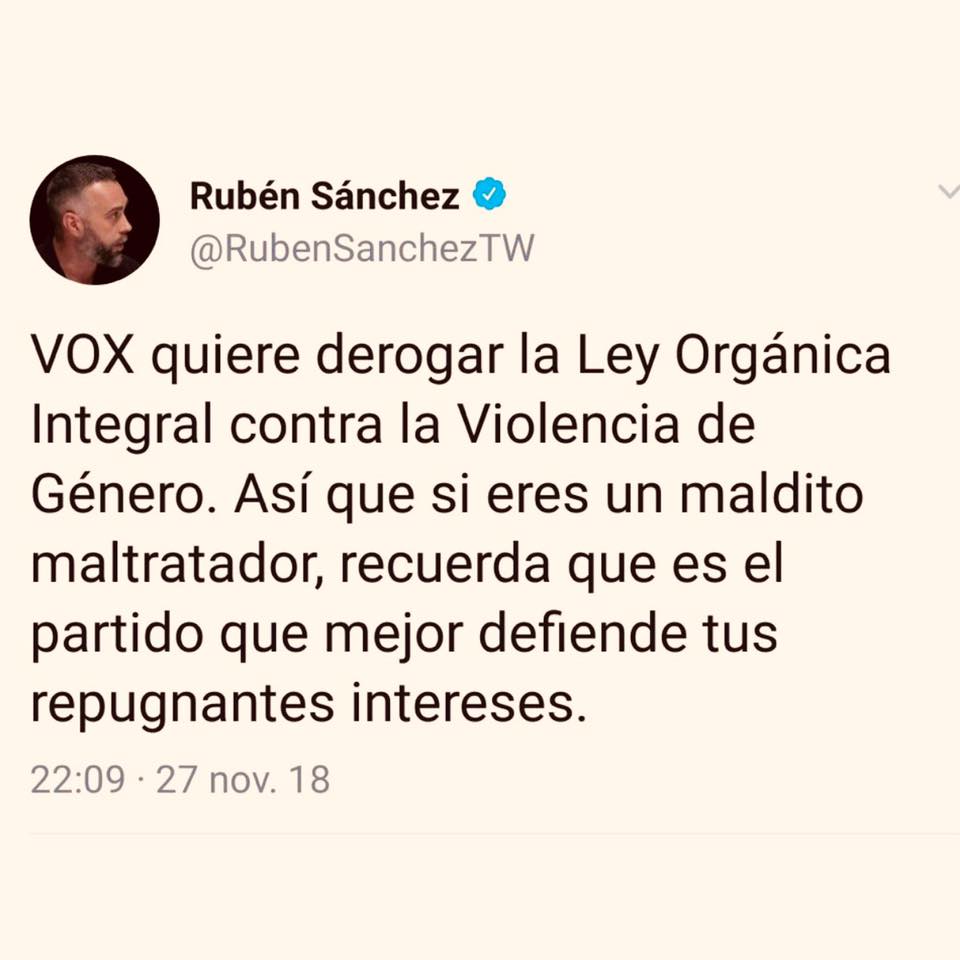 Rubén Sánchez
@RubenSanchezTW
VOX quiere derogar la Ley Orgánica
Integral contra la Violencia de
Género. Así que si eres un maldito
maltratador, recuerda que es el
partido que mejor defiende tus
repugnantes intereses.
22:09 · 27 nov. 18